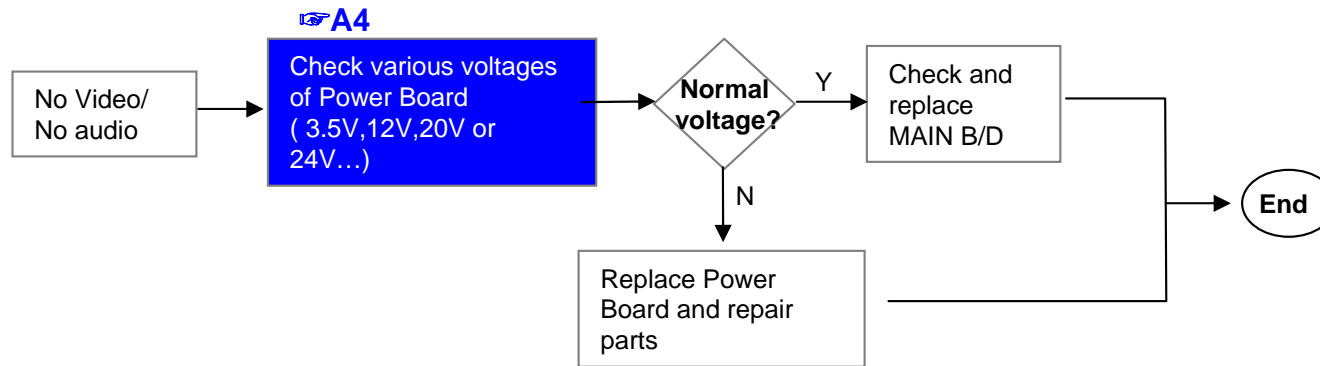 ☞A4
No Video/
No audio
Check various voltages
of Power Board
( 3.5V,12V,20V or
24V…)
Normal
voltage?
Y
Check and
replace
MAIN B/D
N
Replace Power
Board and repair
parts
End